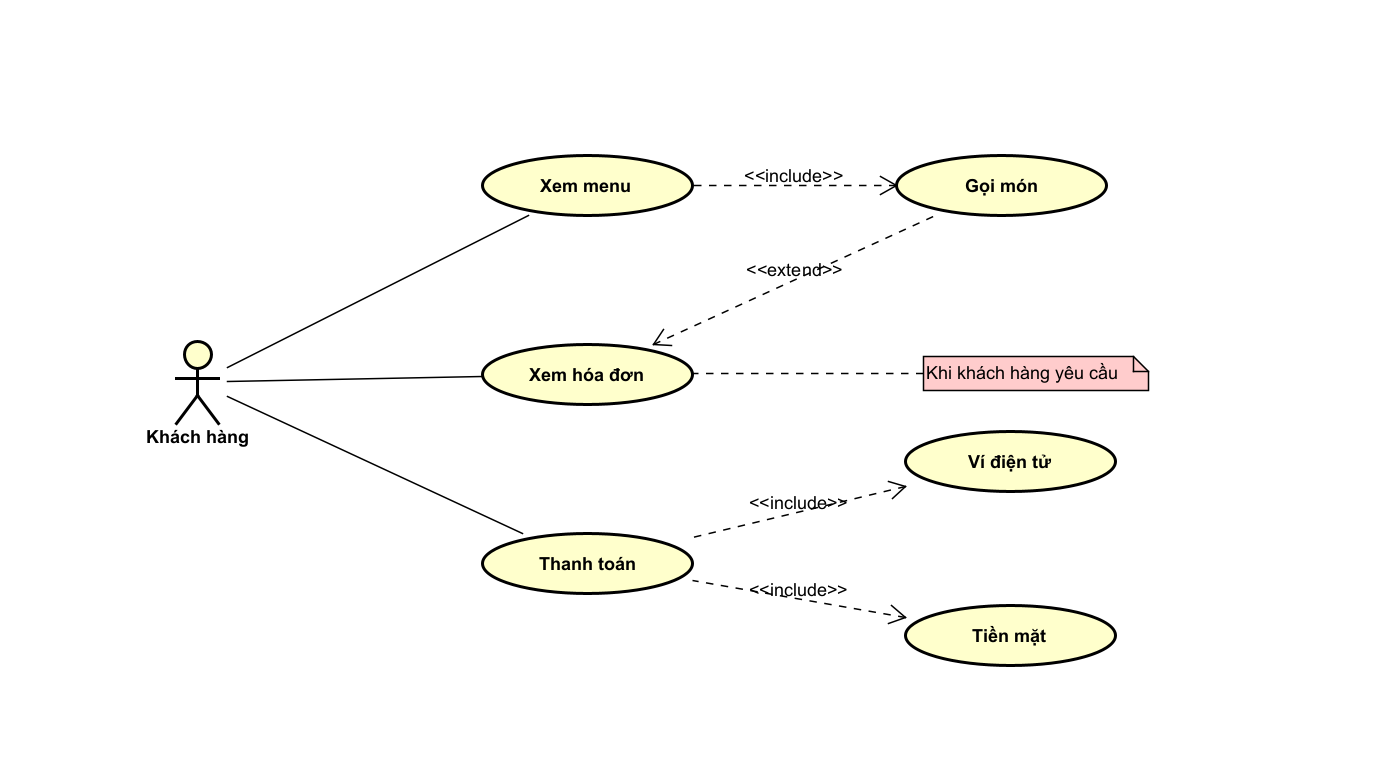 Xem menu
<<include>>
Gọi món
<<extend>>
Xem hóa đơn
Khi khách hàng yêu cầu
Khách hàng
Ví điện tử
<<include>>
Thanh toán
<<include>>
Tiền mặt